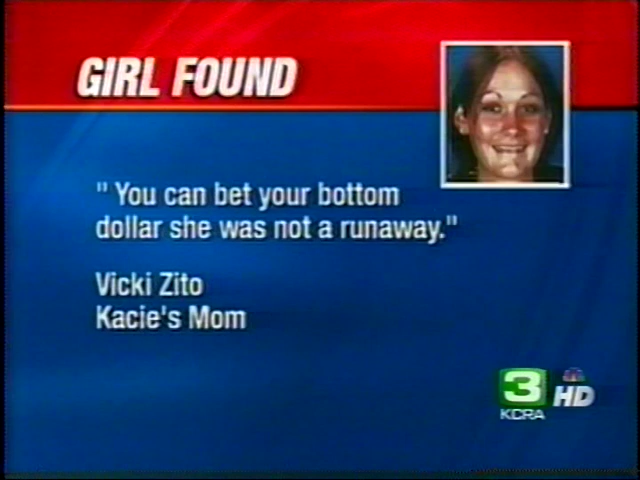 GIRL FOUND
" You can bet your bottom
dollar she was not a runaway."
Vicki Zito
Kacie's Mom
3
HD
KCRA